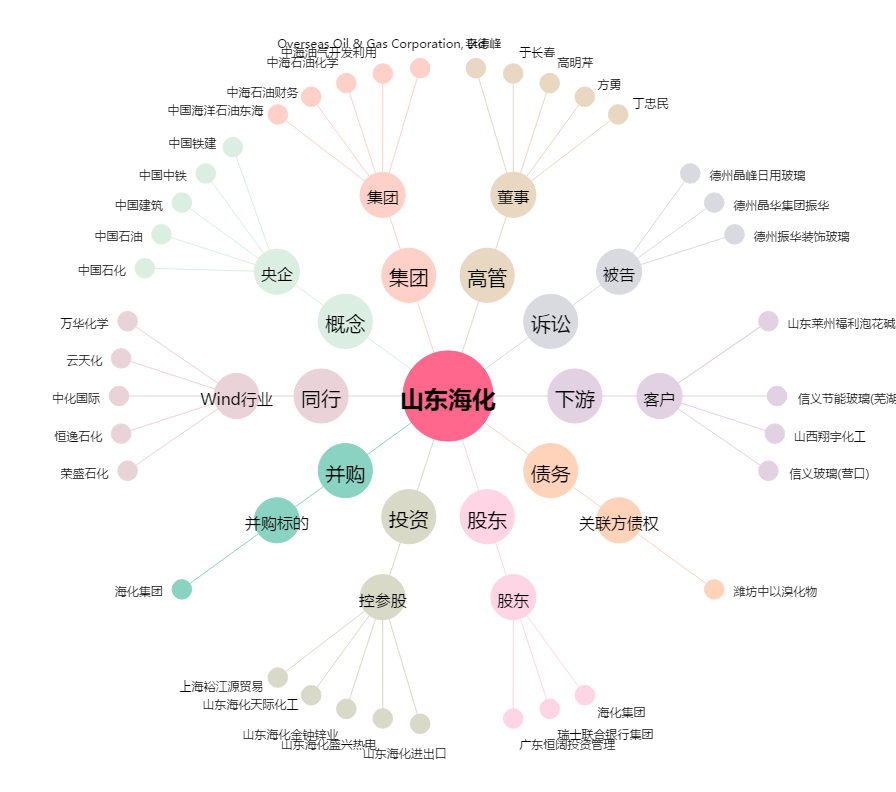 Overseas Oil & Gas Corporation,
中海油气开发利用
中海石油化学
中海石油财务
中国海洋石油东海
于长春
高明芹
方勇
丁忠民
集团
董事
集团
高管
中国铁建
中国中铁
中国建筑
中国石油
中国石化
央企
概念
德州晶峰日用玻璃
德州晶华集团振华
德州振华装饰玻璃
被告
诉讼
万华化学
云天化
中化国际
恒逸石化
荣盛石化
Wind行业
同行
山东海化
下游
客户
山东莱州福利泡花碱
信义节能玻璃(芜湖
山西翔宇化工
信义玻璃(营口)
并购
并购标的
海化集团
债务
关联方债权
潍坊中以溴化物
投资
控参股
上海裕江源贸易
山东海化天际化工
山东海化金钟锌业
山东海化盛兴热电
山东海化进出口
股东
股东
海化集团
瑞士联合银行集团
广东恒阔投资管理